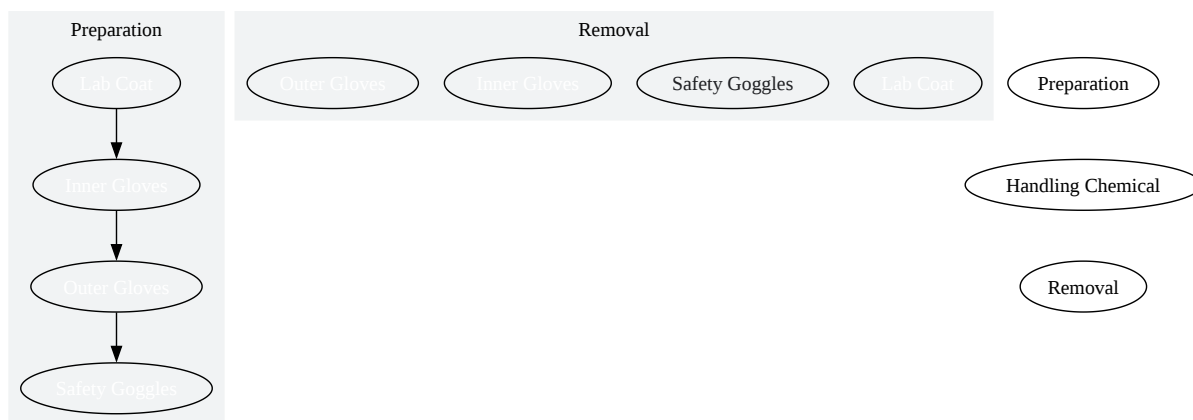 Preparation
Lab Coat
Inner Gloves
Outer Gloves
Safety Goggles
Removal
Outer Gloves
Inner Gloves
Safety Goggles
Lab Coat
Preparation
Handling Chemical
Removal